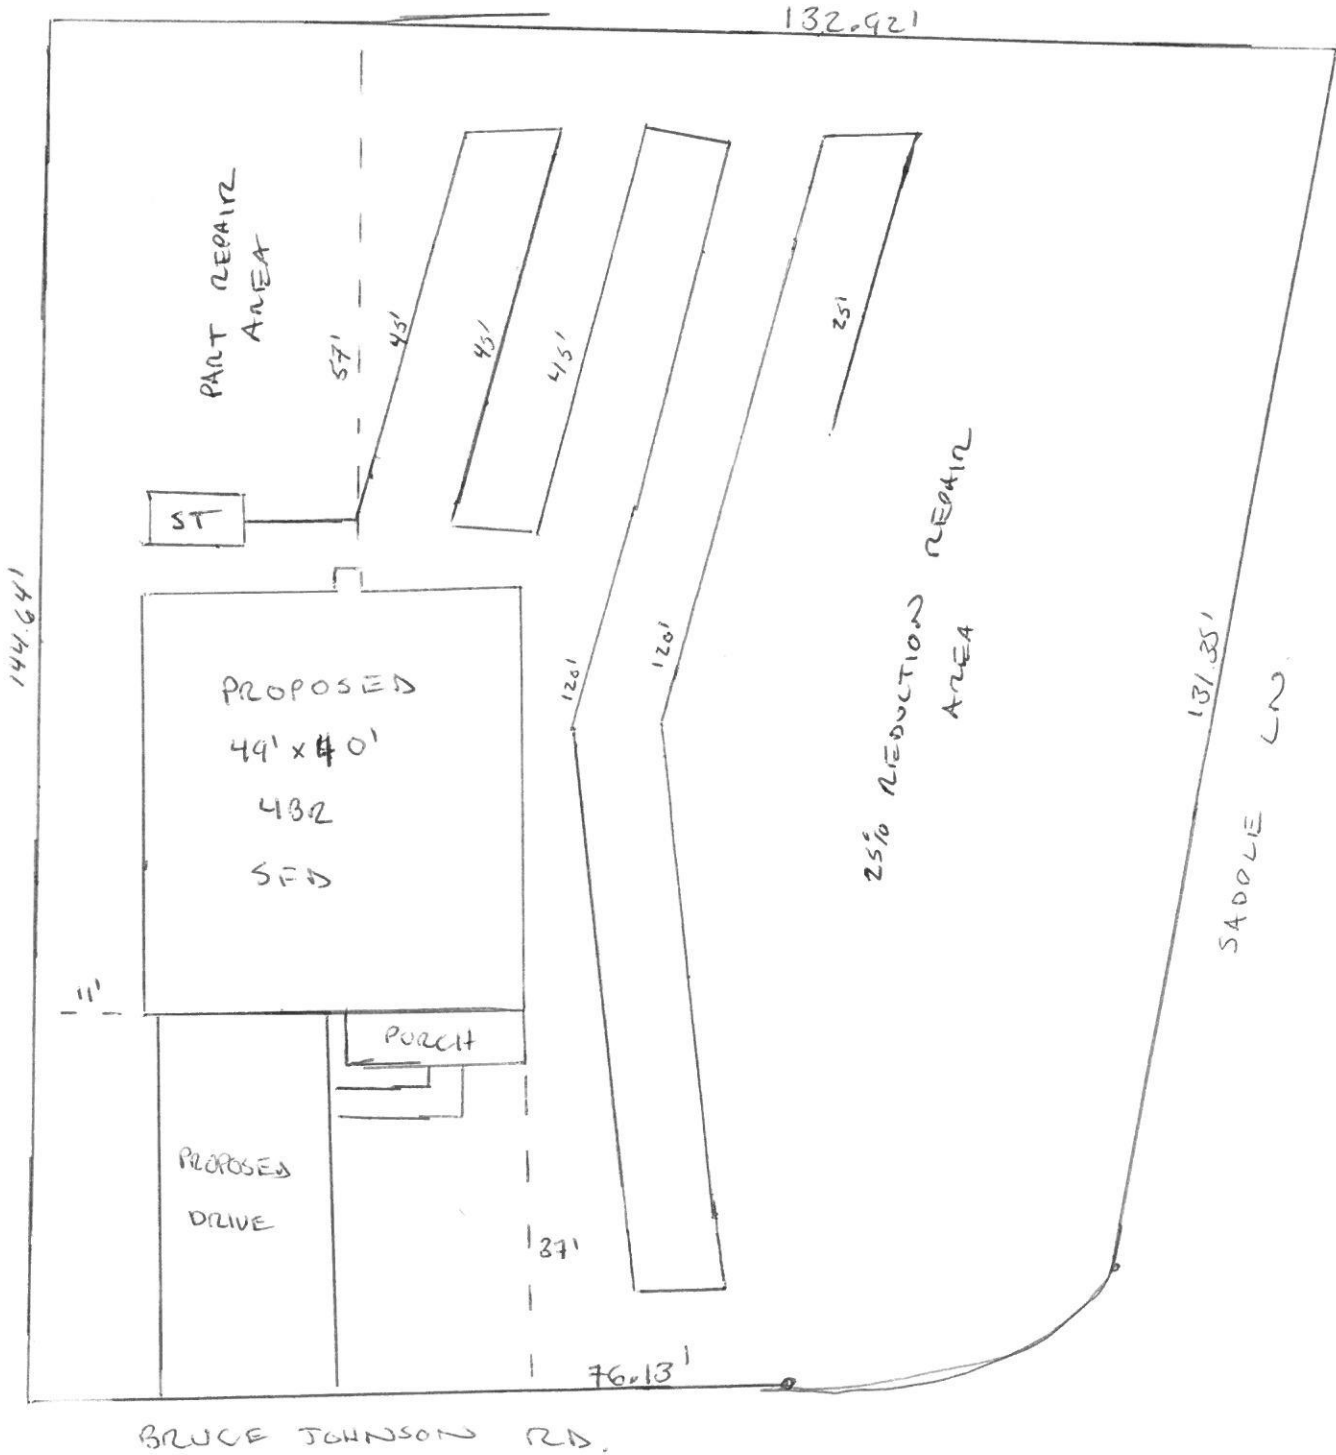 132.92'
PART REPAIR
AREA
57'
45'
45'
45'
25'
ST
144.64'
PROPOSED
49' x 40'
4BR
SFD
120'
120'
25% REDUCTION REPAIR
AREA
131.35'
SADDLE LN.
11'
PORCH
PROPOSED
DRIVE
37'
76.13'
BRUCE JOHNSON RD.